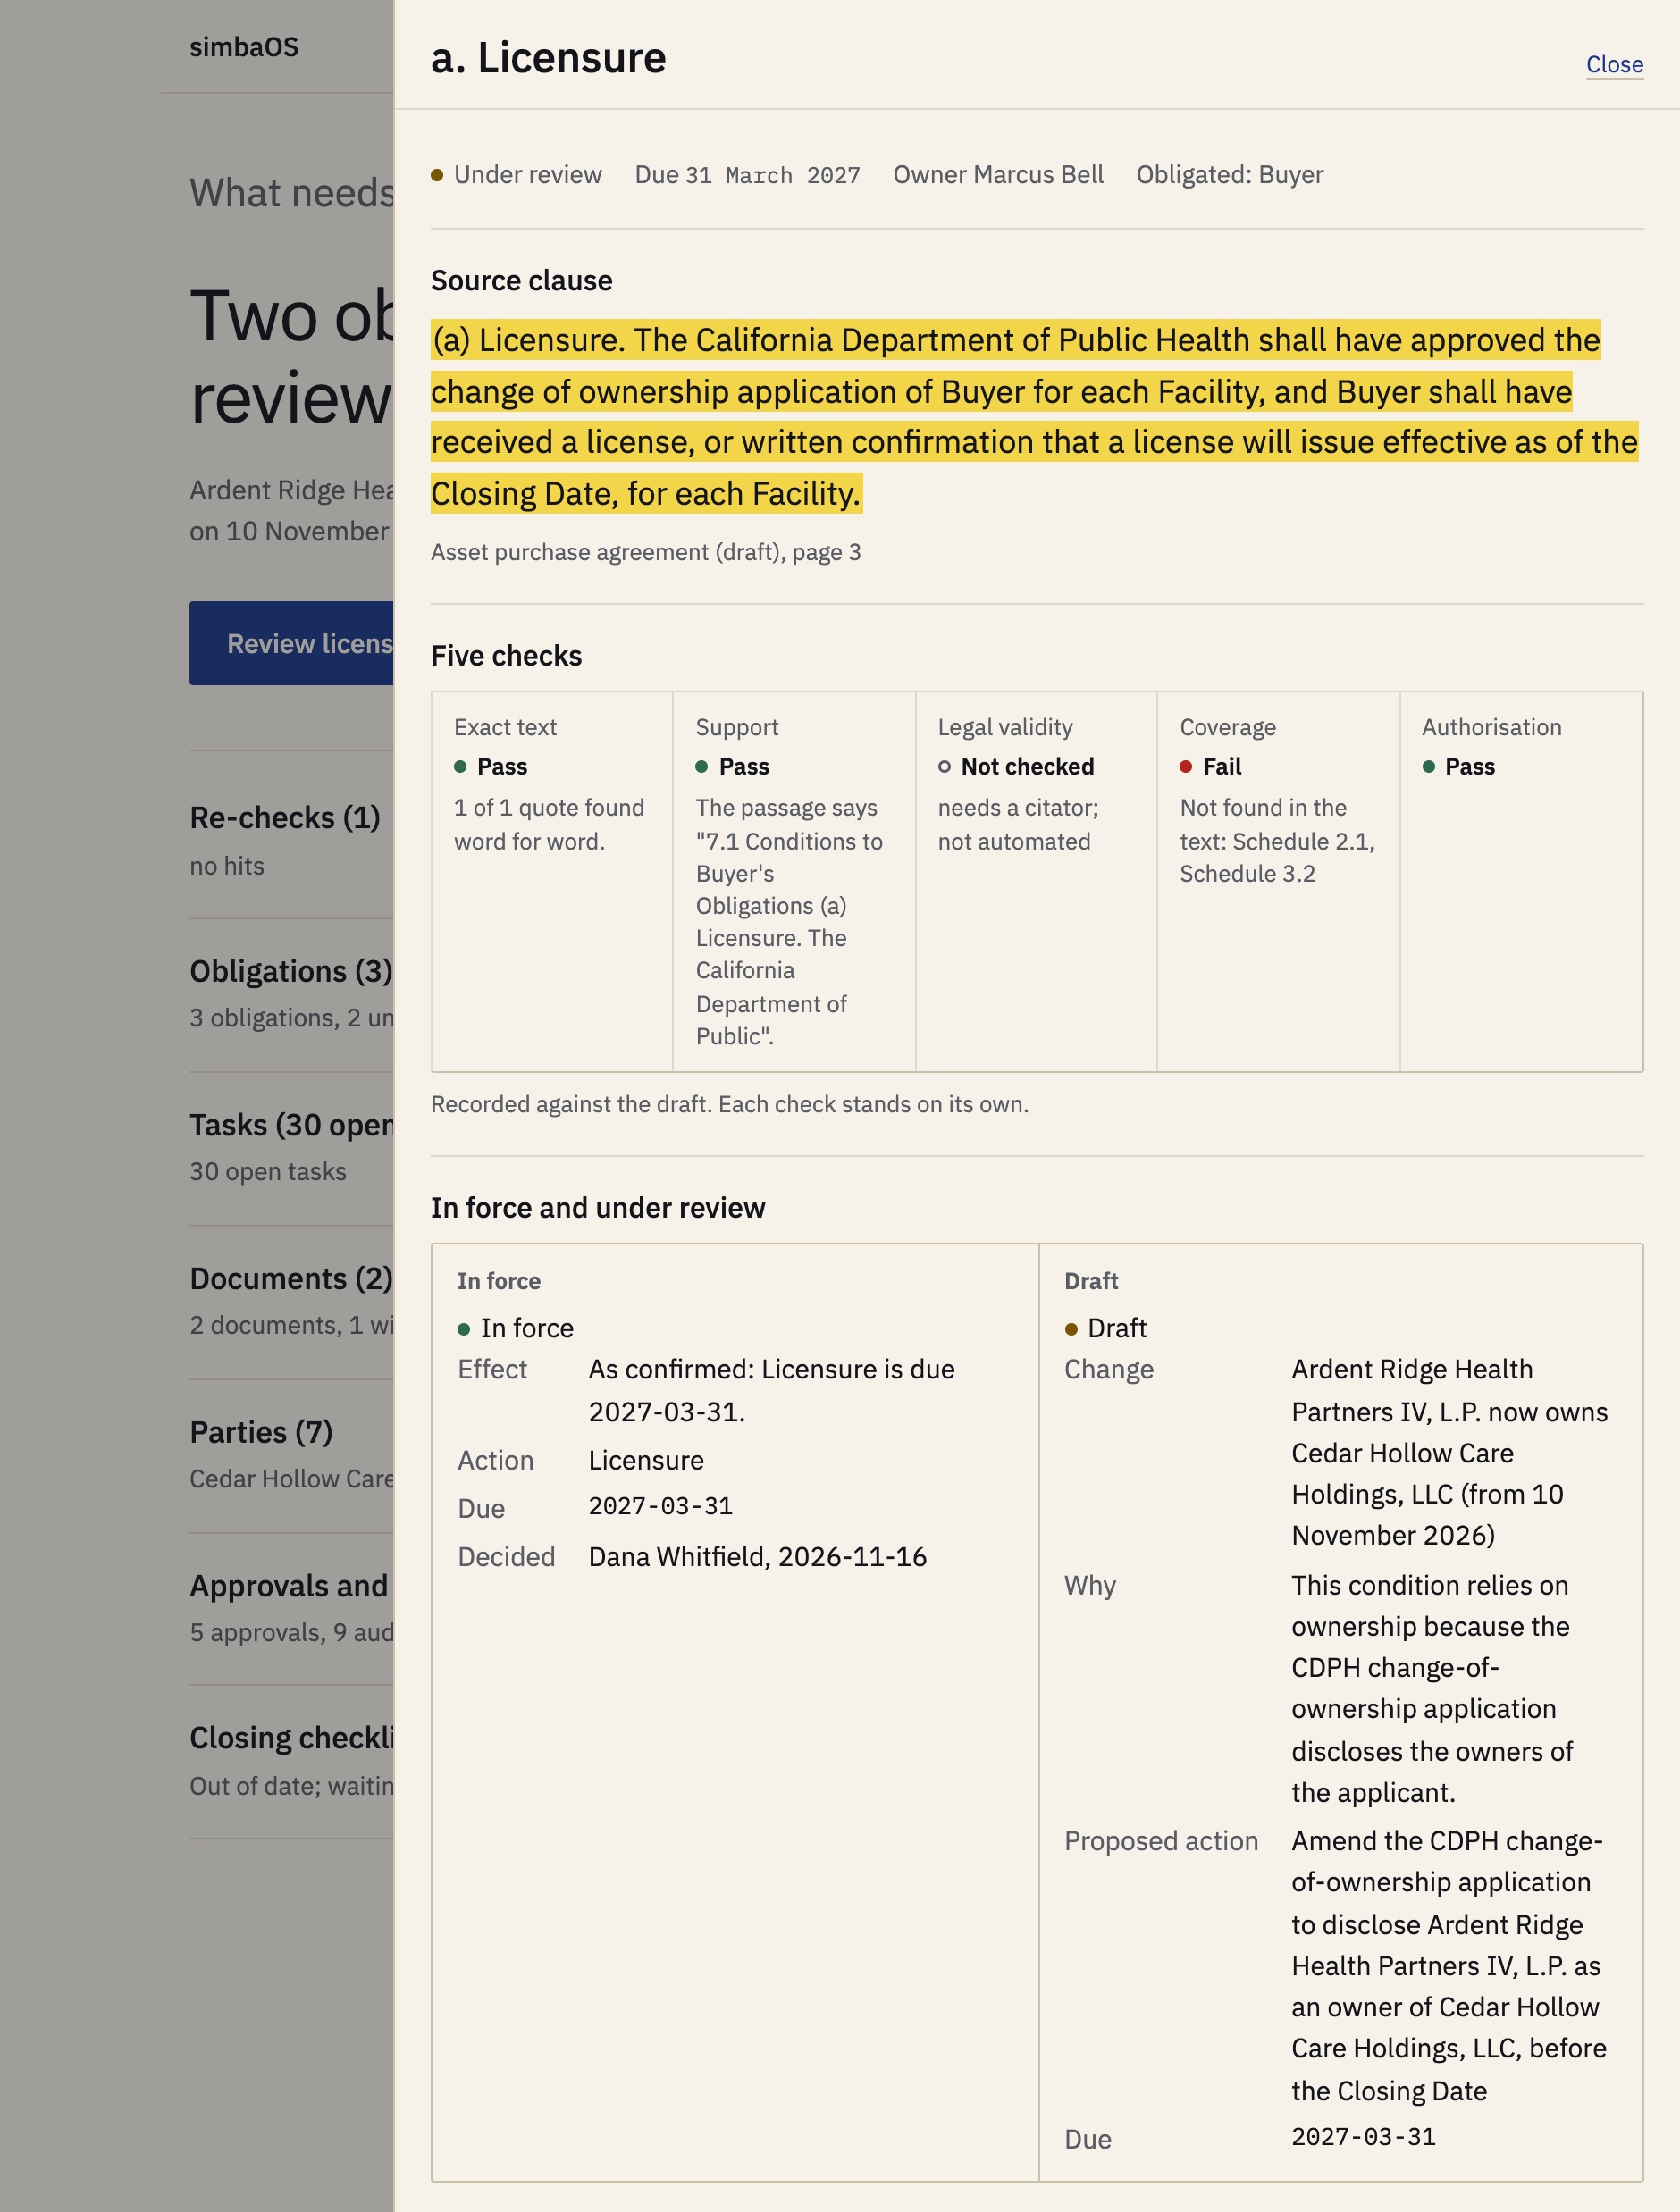 simbaOS
What needs
Two ob
review
Ardent Ridge Hea
on 10 November
Review licens
Re-checks (1)
no hits
Obligations (3)
3 obligations, 2 un
Tasks (30 open
30 open tasks
Documents (2)
2 documents, 1 wi
Parties (7)
Cedar Hollow Care
Approvals and
5 approvals, 9 aud
Closing checkli
Out of date; waitin
a. Licensure
Close
Under review Due 31 March 2027 Owner Marcus Bell Obligated: Buyer
Source clause
(a) Licensure. The California Department of Public Health shall have approved the
change of ownership application of Buyer for each Facility, and Buyer shall have
received a license, or written confirmation that a license will issue effective as of the
Closing Date, for each Facility.
Asset purchase agreement (draft), page 3
Five checks
Exact text
Pass
1 of 1 quote found
word for word.
Support
Pass
The passage says
"7.1 Conditions to
Buyer's
Obligations (a)
Licensure. The
California
Department of
Public".
Legal validity
Not checked
needs a citator;
not automated
Coverage
Fail
Not found in the
text: Schedule 2.1,
Schedule 3.2
Authorisation
Pass
Recorded against the draft. Each check stands on its own.
In force and under review
In force
In force
Effect As confirmed: Licensure is due
2027-03-31.
Action Licensure
Due 2027-03-31
Decided Dana Whitfield, 2026-11-16
Draft
Draft
Change Ardent Ridge Health
Partners IV, L.P. now owns
Cedar Hollow Care
Holdings, LLC (from 10
November 2026)
Why This condition relies on
ownership because the
CDPH change-of-
ownership application
discloses the owners of
the applicant.
Proposed action Amend the CDPH change-
of-ownership application
to disclose Ardent Ridge
Health Partners IV, L.P. as
an owner of Cedar Hollow
Care Holdings, LLC, before
the Closing Date
Due 2027-03-31